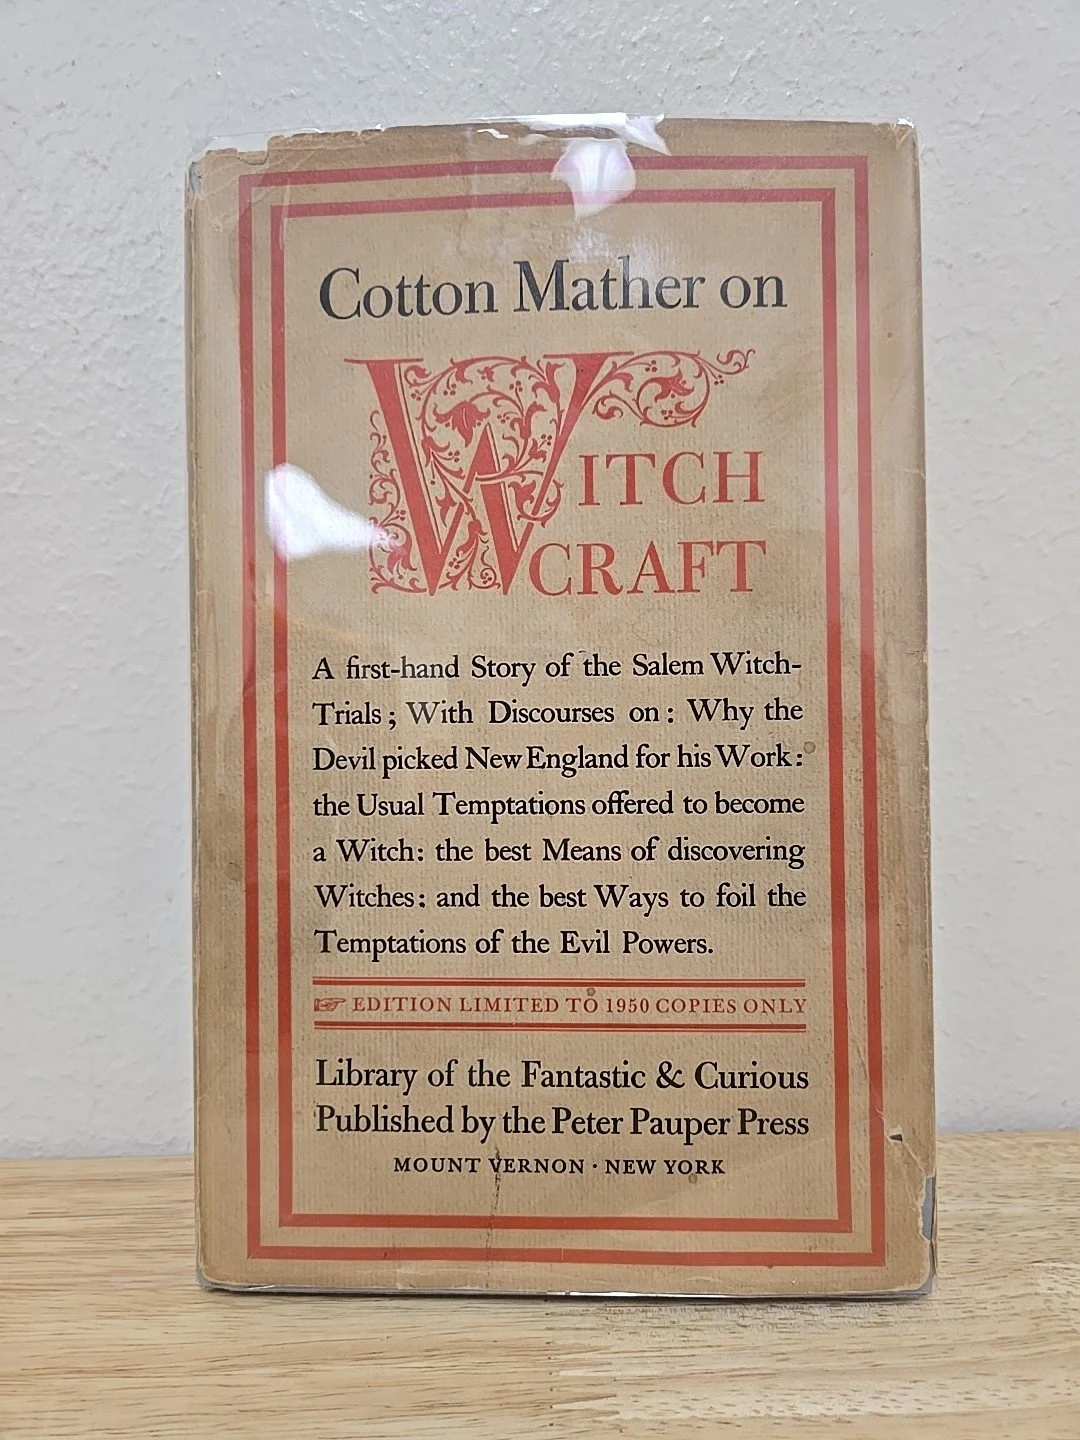 Cotton Mather on
WITCH
CRAFT
A first-hand Story of the Salem Witch-
Trials; With Discourses on: Why the
Devil picked New England for his Work:
the Usual Temptations offered to become
a Witch: the best Means of discovering
Witches: and the best Ways to foil the
Temptations of the Evil Powers.
☞ EDITION LIMITED TO 1950 COPIES ONLY
Library of the Fantastic & Curious
Published by the Peter Pauper Press
MOUNT VERNON · NEW YORK